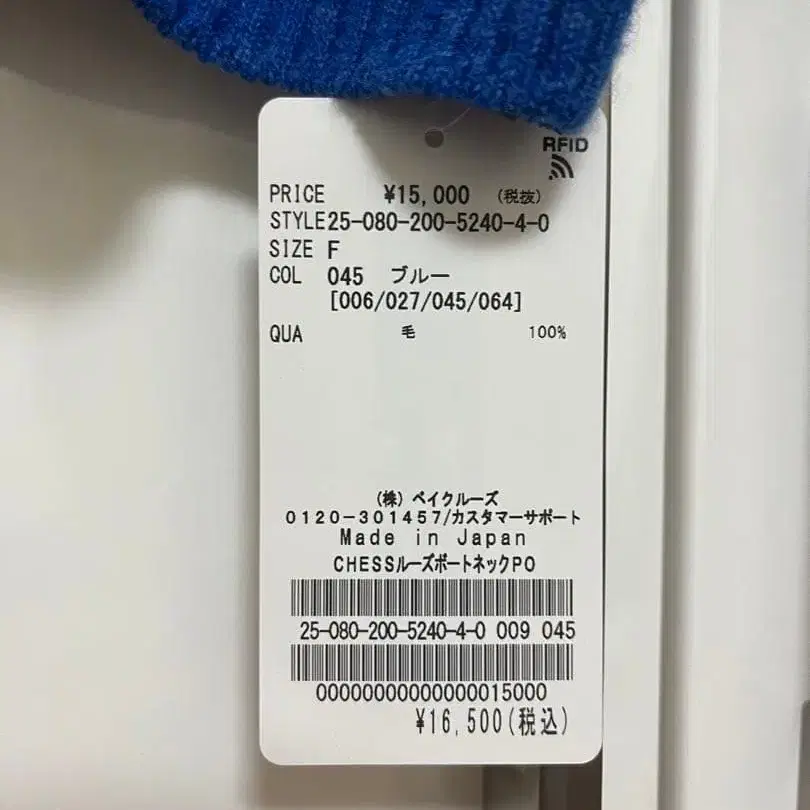 RFID
PRICE ¥15,000 (税抜)
STYLE25-080-200-5240-4-0
SIZE F
COL 045 ブルー
[006/027/045/064]
QUA 毛 100%
(株) ベイクルーズ
0120-301457/カスタマーサポート
Made in Japan
CHESSルーズボートネックPO
25-080-200-5240-4-0 009 045
00000000000000015000
¥16,500(税込)